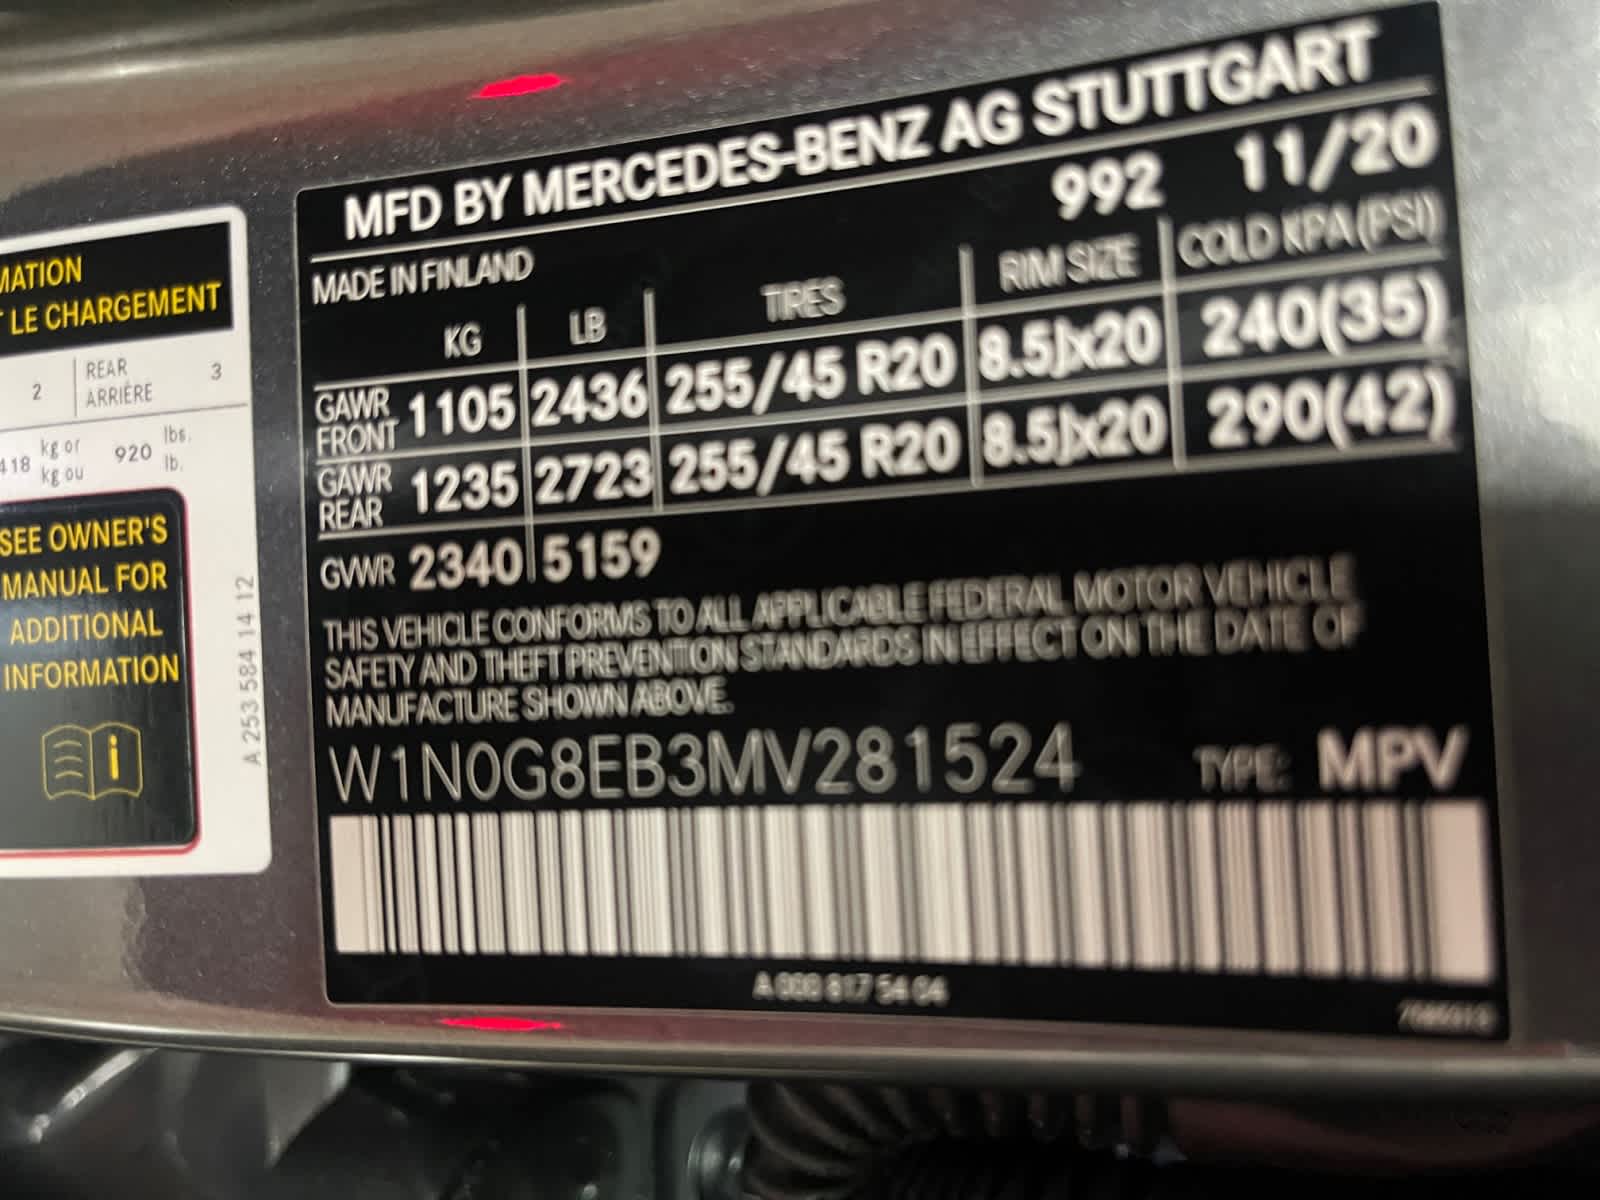 MATION
LE CHARGEMENT
2 REAR ARRIÈRE 3
418 kg or kg ou 920 lbs. lb.
SEE OWNER'S
MANUAL FOR
ADDITIONAL
INFORMATION
A 253 584 14 12
MFD BY MERCEDES-BENZ AG STUTTGART
992 11/20
MADE IN FINLAND
KG LB TIRES RIM SIZE COLD KPA(PSI)
GAWR FRONT 1105 2436 255/45 R20 8.5Jx20 240(35)
GAWR REAR 1235 2723 255/45 R20 8.5Jx20 290(42)
GVWR 2340 5159
THIS VEHICLE CONFORMS TO ALL APPLICABLE FEDERAL MOTOR VEHICLE
SAFETY AND THEFT PREVENTION STANDARDS IN EFFECT ON THE DATE OF
MANUFACTURE SHOWN ABOVE.
W1N0G8EB3MV281524 TYPE: MPV
A 817 54 04